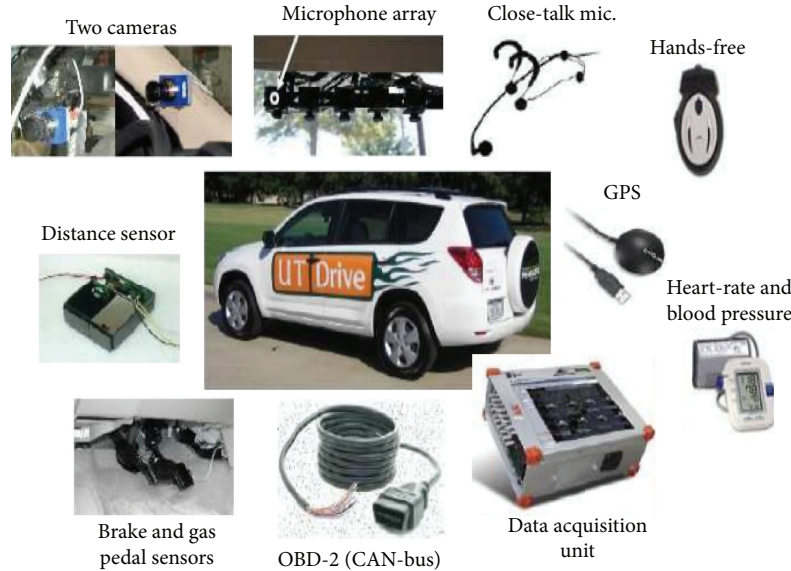 Two cameras
Microphone array
Close-talk mic.
Hands-free
GPS
Distance sensor
UT Drive
Heart-rate and
blood pressure
Brake and gas
pedal sensors
OBD-2 (CAN-bus)
Data acquisition
unit